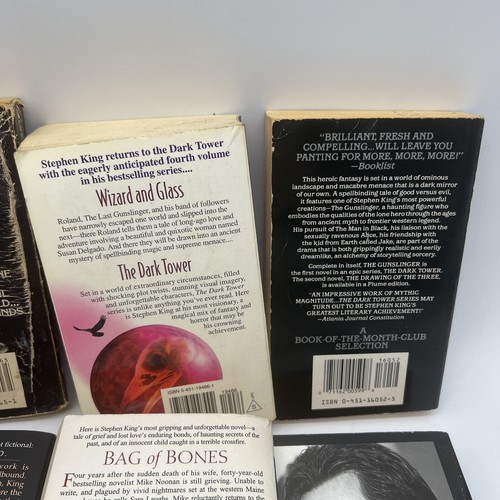 Stephen King returns to the Dark Tower
with the eagerly anticipated fourth volume
in his bestselling series....
Wizard and Glass
Roland, The Last Gunslinger, and his band of followers
have narrowly escaped one world and slipped into the
next—there Roland tells them a tale of long-ago love and
adventure involving a beautiful and quixotic woman named
Susan Delgado. And there they will be drawn into an ancient
mystery of spellbinding magic and supreme menace....
The Dark Tower
Set in a world of extraordinary circumstances, filled
with shocking plot twists, stunning visual imagery,
and unforgettable characters, The Dark Tower
series is unlike anything you've ever read. Here
is Stephen King at his most visionary, a
magical mix of fantasy and
horror that may be
his crowning
achievement.
ISBN 0-451-19486-1
"BRILLIANT, FRESH AND
COMPELLING...WILL LEAVE YOU
PANTING FOR MORE, MORE, MORE!"
—Booklist
This heroic fantasy is set in a world of ominous
landscape and macabre menace that is a dark mirror
of our own. A spellbinding tale of good versus evil,
it features one of Stephen King's most powerful
creations—The Gunslinger, a haunting figure who
embodies the qualities of the lone hero through the ages
from ancient myth to frontier western legend.
His pursuit of The Man in Black, his liaison with the
sexually ravenous Alice, his friendship with
the kid from Earth called Jake, are part of the
drama that is both grippingly realistic and eerily
dreamlike, an alchemy of storytelling sorcery.
Complete in itself, THE GUNSLINGER is
the first novel in an epic series, THE DARK TOWER.
The second novel, THE DRAWING OF THE THREE,
is available in a Plume edition.
"AN IMPRESSIVE WORK OF MYTHIC
MAGNITUDE...THE DARK TOWER SERIES MAY
TURN OUT TO BE STEPHEN KING'S
GREATEST LITERARY ACHIEVEMENT!"
—Atlanta Journal Constitution
A
BOOK-OF-THE-MONTH-CLUB
SELECTION
16052
ISBN 0-451-16052-5
Here is Stephen King's most gripping and unforgettable novel—a
tale of grief and lost love's enduring bonds, of haunting secrets of the
past, and of an innocent child caught in a terrible crossfire.
BAG OF BONES
Four years after the sudden death of his wife, forty-year-old
bestselling novelist Mike Noonan is still grieving. Unable to
write, and plagued by vivid nightmares set at the western Maine